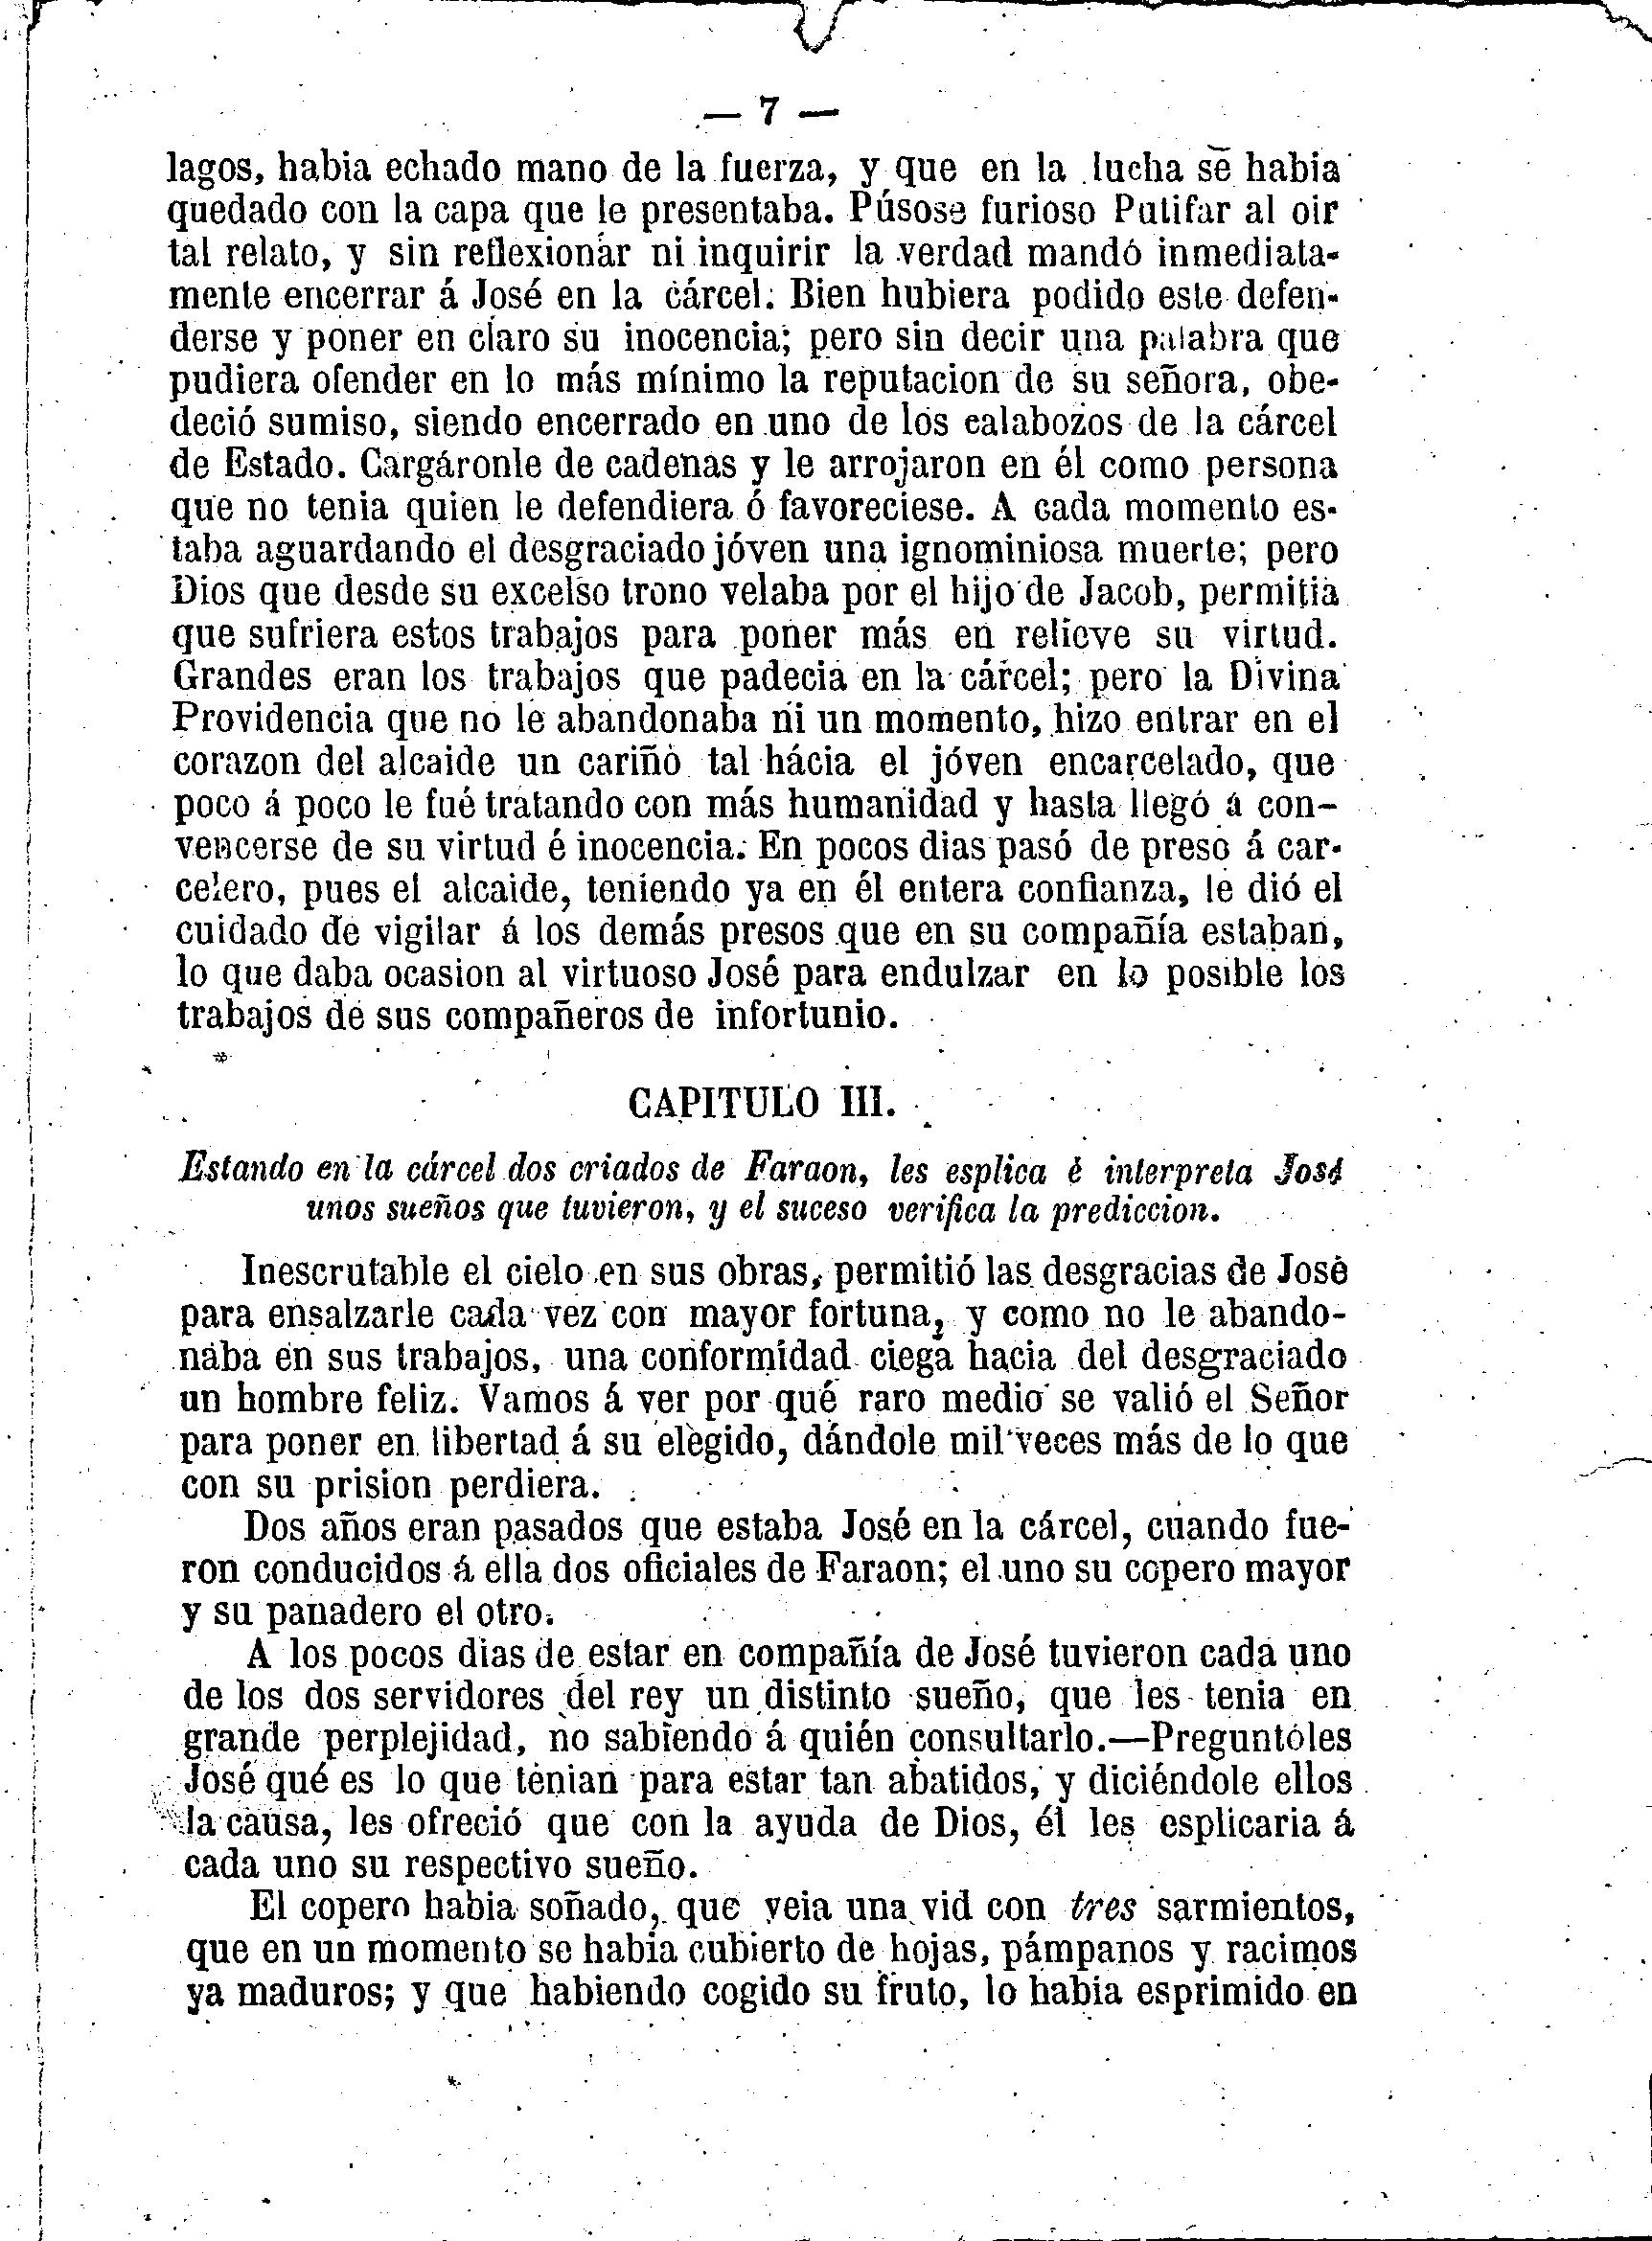 — 7 —
lagos, habia echado mano de la fuerza, y que en la lucha se habia
quedado con la capa que le presentaba. Púsose furioso Putifar al oir
tal relato, y sin reflexionar ni inquirir la verdad mandó inmediata-
mente encerrar á José en la cárcel. Bien hubiera podido este defen-
derse y poner en claro su inocencia; pero sin decir una palabra que
pudiera ofender en lo más mínimo la reputacion de su señora, obe-
deció sumiso, siendo encerrado en uno de los calabozos de la cárcel
de Estado. Cargáronle de cadenas y le arrojaron en él como persona
que no tenia quien le defendiera ó favoreciese. A cada momento es-
taba aguardando el desgraciado jóven una ignominiosa muerte; pero
Dios que desde su excelso trono velaba por el hijo de Jacob, permitia
que sufriera estos trabajos para poner más en relieve su virtud.
Grandes eran los trabajos que padecia en la cárcel; pero la Divina
Providencia que no le abandonaba ni un momento, hizo entrar en el
corazon del alcaide un cariño tal hácia el jóven encarcelado, que
poco á poco le fué tratando con más humanidad y hasta llegó á con-
vencerse de su virtud é inocencia. En pocos dias pasó de preso á car-
celero, pues el alcaide, teniendo ya en él entera confianza, le dió el
cuidado de vigilar á los demás presos que en su compañía estaban,
lo que daba ocasion al virtuoso José para endulzar en lo posible los
trabajos de sus compañeros de infortunio.
CAPITULO III.
Estando en la cárcel dos criados de Faraon, les esplica é interpreta José
unos sueños que tuvieron, y el suceso verifica la prediccion.
Inescrutable el cielo en sus obras, permitió las desgracias de José
para ensalzarle cada vez con mayor fortuna, y como no le abando-
naba en sus trabajos, una conformidad ciega hacia del desgraciado
un hombre feliz. Vamos á ver por qué raro medio se valió el Señor
para poner en libertad á su elegido, dándole mil veces más de lo que
con su prision perdiera.
Dos años eran pasados que estaba José en la cárcel, cuando fue-
ron conducidos á ella dos oficiales de Faraon; el uno su copero mayor
y su panadero el otro.
A los pocos dias de estar en compañía de José tuvieron cada uno
de los dos servidores del rey un distinto sueño, que les tenia en
grande perplejidad, no sabiendo á quién consultarlo.—Preguntóles
José qué es lo que tenian para estar tan abatidos, y diciéndole ellos
la causa, les ofreció que con la ayuda de Dios, él les esplicaria á
cada uno su respectivo sueño.
El copero habia soñado, que veia una vid con tres sarmientos,
que en un momento se habia cubierto de hojas, pámpanos y racimos
ya maduros; y que habiendo cogido su fruto, lo habia esprimido en